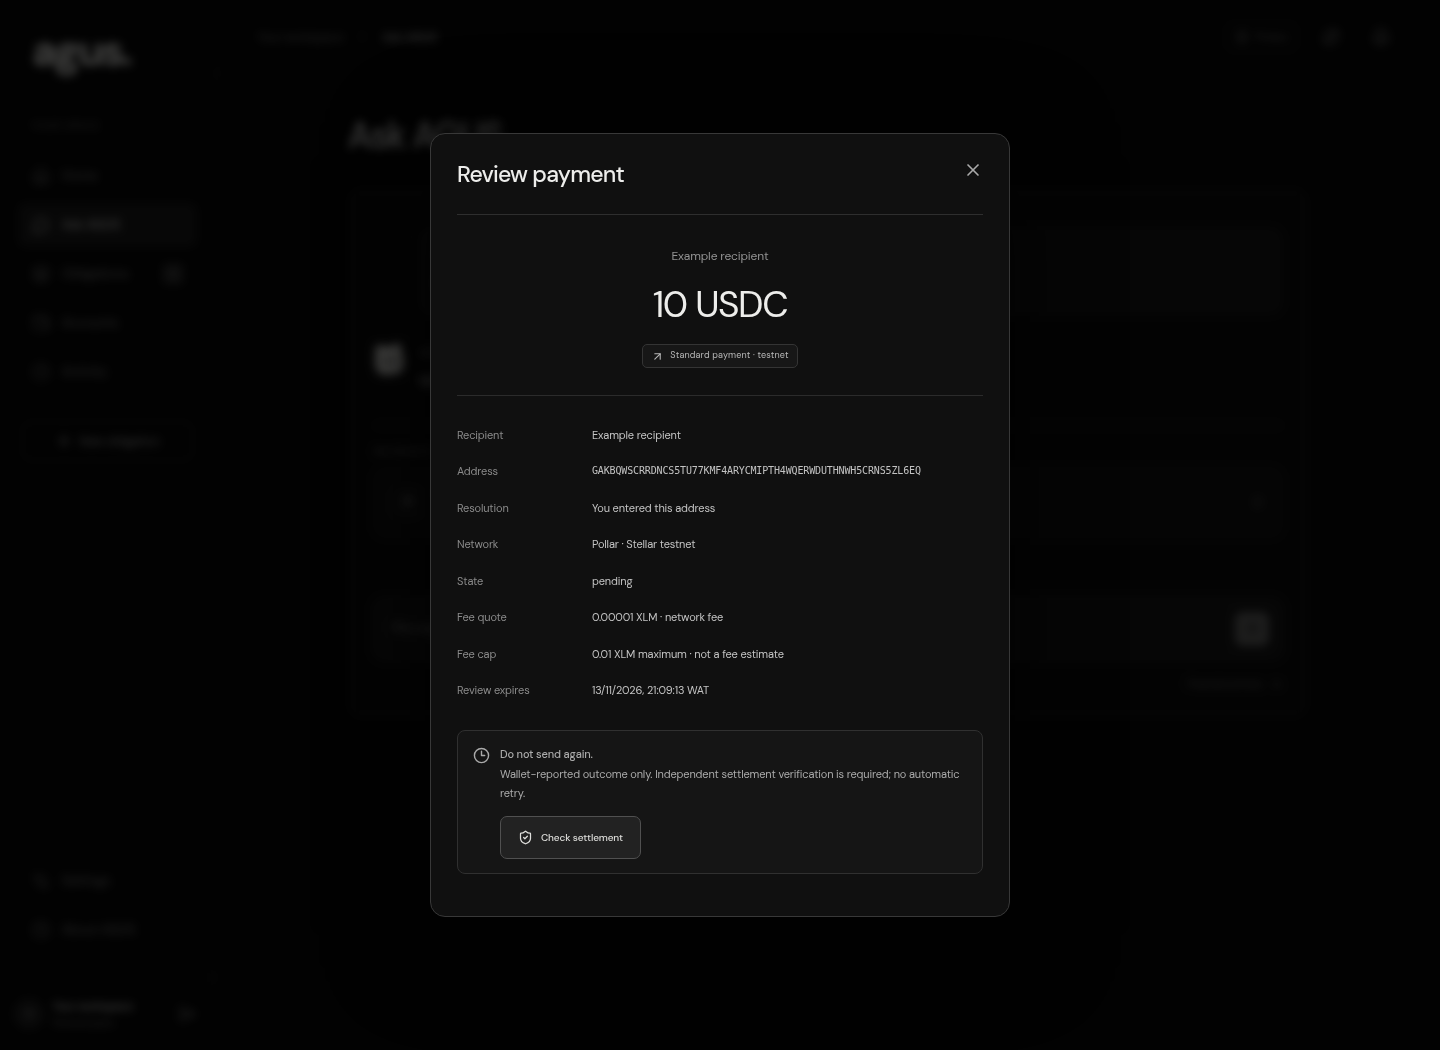 agus.
Ask AGUS
Review payment
Example recipient
10 USDC
Standard payment · testnet
Recipient
Example recipient
Address
GAKBQWSCRRDNCS5TU77KMF4ARYCMIPTH4WQERWDUTHNWH5CRNS5ZL6EQ
Resolution
You entered this address
Network
Pollar · Stellar testnet
State
pending
Fee quote
0.00001 XLM · network fee
Fee cap
0.01 XLM maximum · not a fee estimate
Review expires
13/11/2026, 21:09:13 WAT
Do not send again.
Wallet-reported outcome only. Independent settlement verification is required; no automatic
retry.
Check settlement